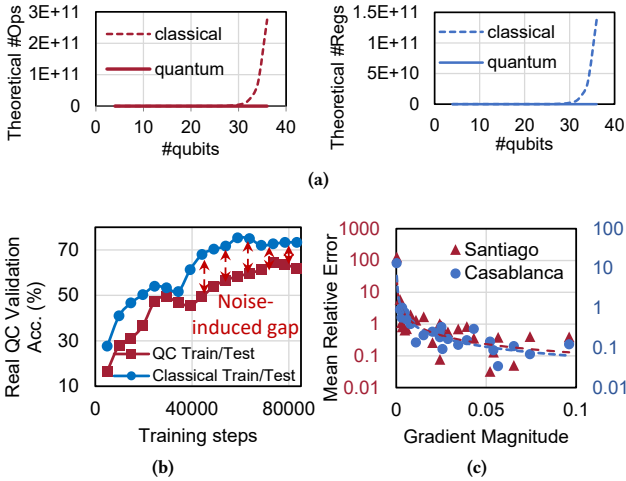 Theoretical #Ops
3E+11
2E+11
1E+11
0
classical
quantum
0 10 20 30 40
#qubits
Theoretical #Regs
1.5E+11
1E+11
5E+10
0
classical
quantum
0 10 20 30 40
#qubits
(a)
Real QC Validation
Acc. (%)
70
50
30
10
Noise-
induced gap
QC Train/Test
Classical Train/Test
0 40000 80000
Training steps
(b)
Mean Relative Error
1000
100
10
1
0.1
0.01
Santiago
Casablanca
100
10
1
0.1
0.01
0 0.05 0.1
Gradient Magnitude
(c)